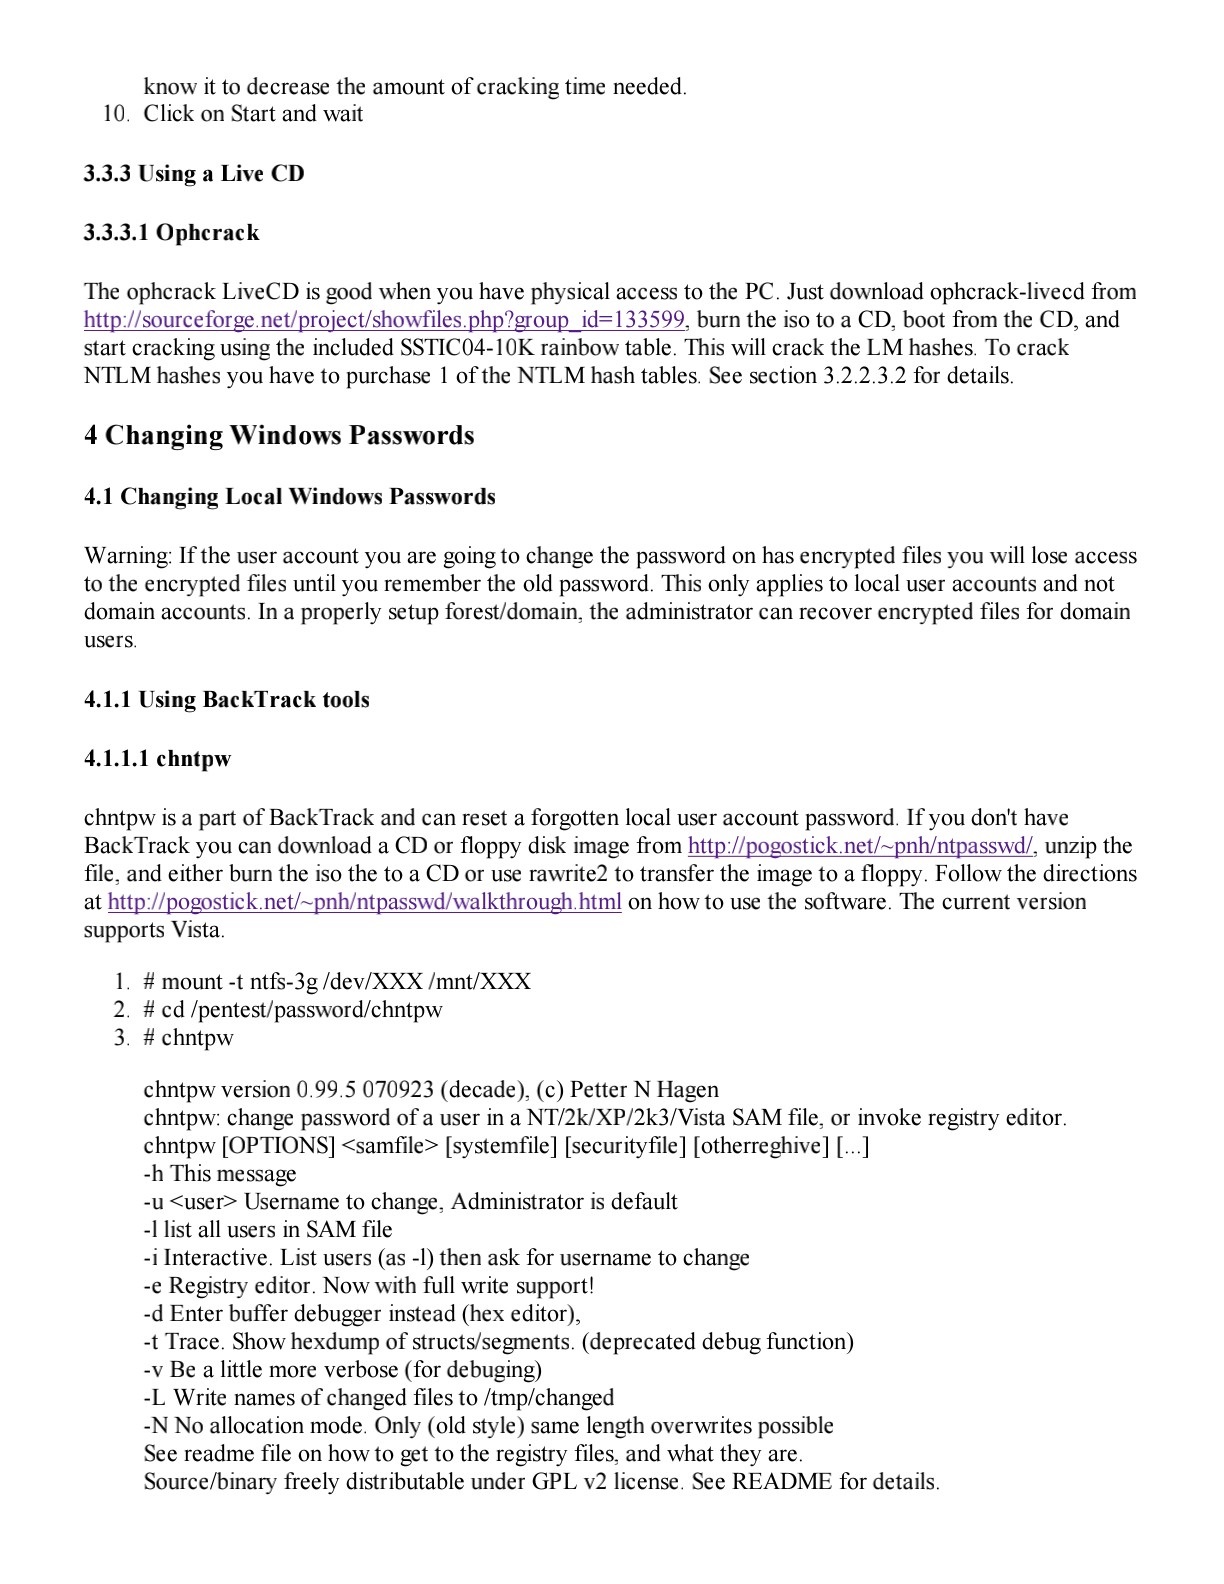 know it to decrease the amount of cracking time needed.
10. Click on Start and wait
3.3.3 Using a Live CD
3.3.3.1 Ophcrack
The ophcrack LiveCD is good when you have physical access to the PC. Just download ophcrack-livecd from
http://sourceforge.net/project/showfiles.php?group_id=133599, burn the iso to a CD, boot from the CD, and
start cracking using the included SSTIC04-10K rainbow table. This will crack the LM hashes. To crack
NTLM hashes you have to purchase 1 of the NTLM hash tables. See section 3.2.2.3.2 for details.
4 Changing Windows Passwords
4.1 Changing Local Windows Passwords
Warning: If the user account you are going to change the password on has encrypted files you will lose access
to the encrypted files until you remember the old password. This only applies to local user accounts and not
domain accounts. In a properly setup forest/domain, the administrator can recover encrypted files for domain
users.
4.1.1 Using BackTrack tools
4.1.1.1 chntpw
chntpw is a part of BackTrack and can reset a forgotten local user account password. If you don't have
BackTrack you can download a CD or floppy disk image from http://pogostick.net/~pnh/ntpasswd/, unzip the
file, and either burn the iso the to a CD or use rawrite2 to transfer the image to a floppy. Follow the directions
at http://pogostick.net/~pnh/ntpasswd/walkthrough.html on how to use the software. The current version
supports Vista.
1. # mount -t ntfs-3g /dev/XXX /mnt/XXX
2. # cd /pentest/password/chntpw
3. # chntpw
chntpw version 0.99.5 070923 (decade), (c) Petter N Hagen
chntpw: change password of a user in a NT/2k/XP/2k3/Vista SAM file, or invoke registry editor.
chntpw [OPTIONS] <samfile> [systemfile] [securityfile] [otherreghive] [...]
-h This message
-u <user> Username to change, Administrator is default
-l list all users in SAM file
-i Interactive. List users (as -l) then ask for username to change
-e Registry editor. Now with full write support!
-d Enter buffer debugger instead (hex editor),
-t Trace. Show hexdump of structs/segments. (deprecated debug function)
-v Be a little more verbose (for debuging)
-L Write names of changed files to /tmp/changed
-N No allocation mode. Only (old style) same length overwrites possible
See readme file on how to get to the registry files, and what they are.
Source/binary freely distributable under GPL v2 license. See README for details.